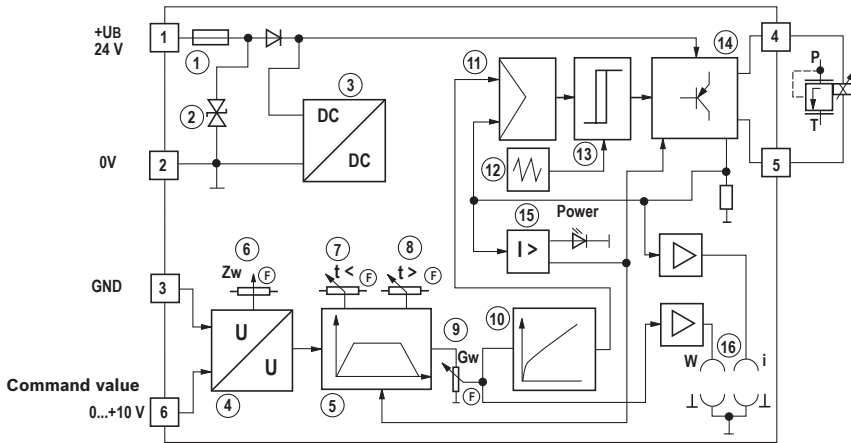 +UB
24 V
1
1
2
3
DC
DC
0V
2
11
12
13
14
4
P
T
5
15
Power
I >
6
Zw
F
7
t <
F
8
t >
F
GND
3
U
U
4
5
9
Gw
F
10
W
16
i
Command value
0...+10 V
6